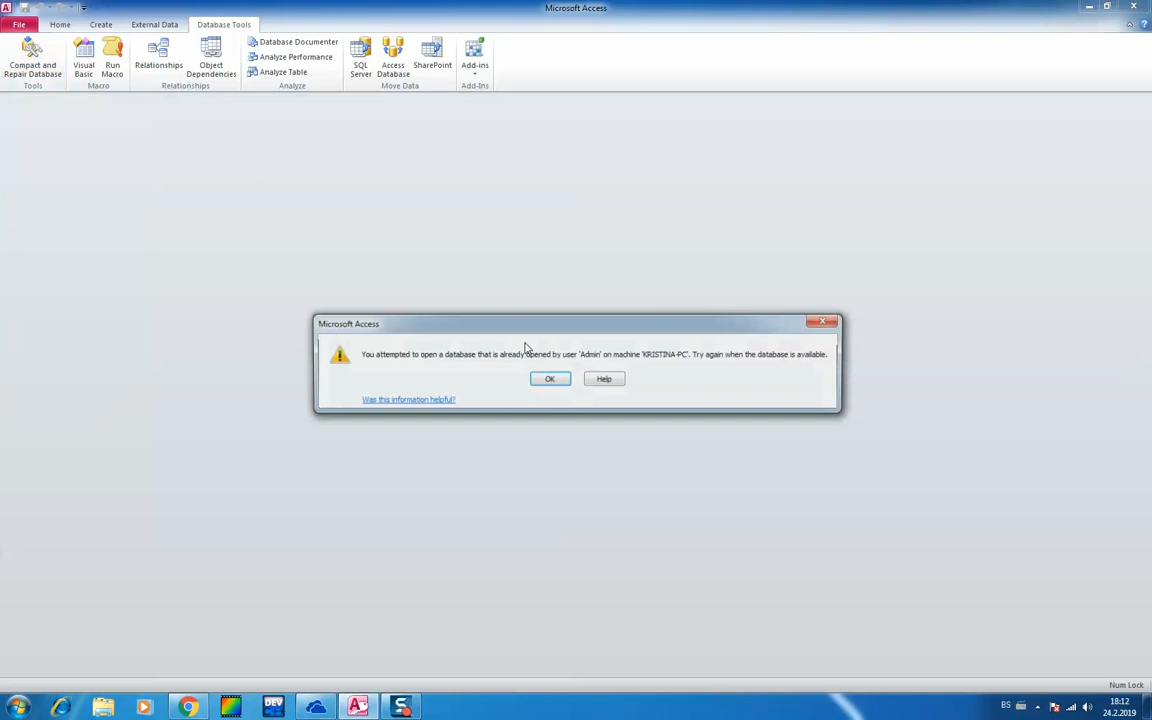 Microsoft Access
File Home Create External Data Database Tools
Compact and Repair Database
Visual Basic
Run Macro
Relationships
Object Dependencies
Database Documenter
Analyze Performance
Analyze Table
SQL Server
Access Database
SharePoint
Add-ins
Tools Macro Relationships Analyze Move Data Add-Ins
Microsoft Access
You attempted to open a database that is already opened by user 'Admin' on machine 'KRISTINA-PC'. Try again when the database is available.
OK Help
Was this information helpful?
Num Lock
DEV
BS
18:12
24.2.2019